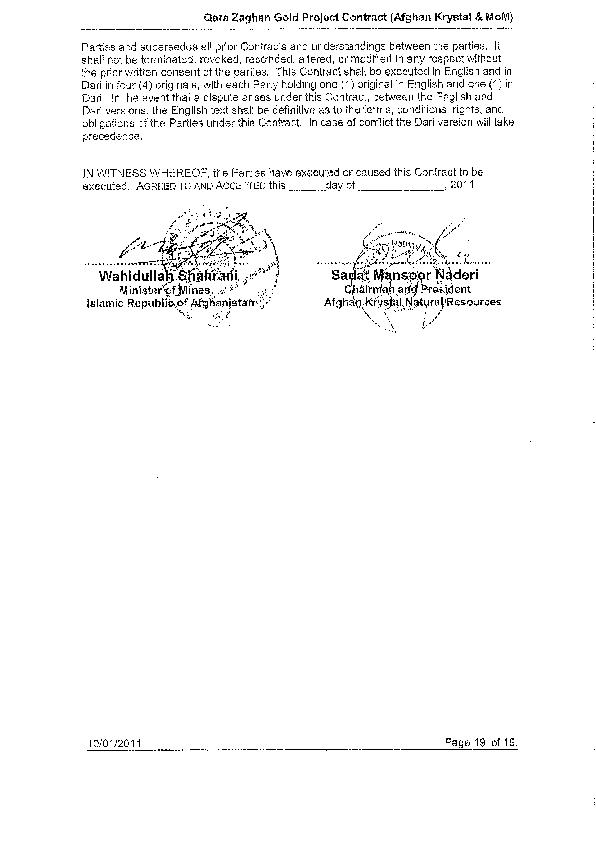 Qara Zaghan Gold Project Contract (Afghan Krystal & MoM)
Parties and supersedes all prior Contracts and understandings between the parties. It
shall not be terminated, revoked, rescinded, altered, or modified in any respect without
the prior written consent of the parties. This Contract shall be executed in English and in
Dari in four (4) originals, with each Party holding one (1) original in English and one (1) in
Dari. In the event that a dispute arises under this Contract, between the English and
Dari versions, the English text shall be definitive as to the terms, conditions, rights, and
obligations of the Parties under this Contract. In case of conflict the Dari version will take
precedence.
IN WITNESS WHEREOF, the Parties have executed or caused this Contract to be
executed. AGREED TO AND ACCEPTED this ______day of ______________, 2011
Wahidullah Shahrani
Sadat Mansoor Naderi
Minister of Mines,
Chairman and President
Islamic Republic of Afghanistan
Afghan Krystal Natural Resources
10/01/2011
Page 19 of 19